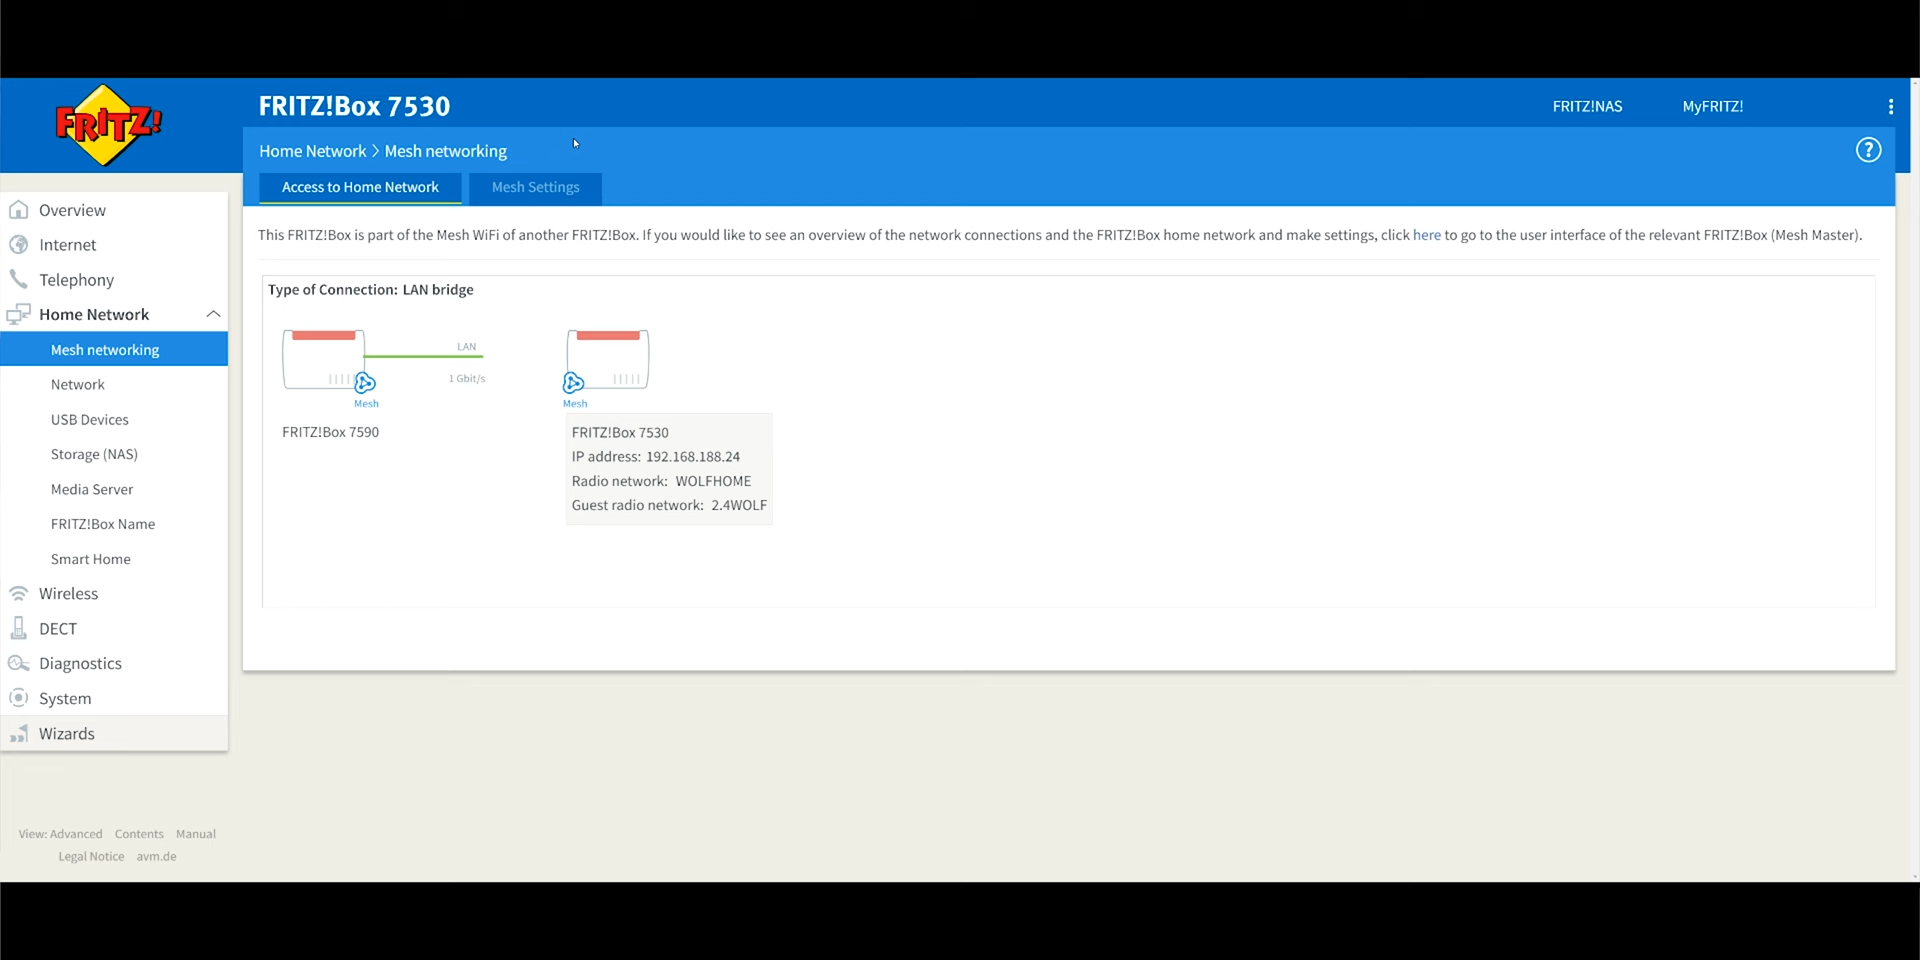 FRITZ!
FRITZ!Box 7530
FRITZ!NAS
MyFRITZ!
Home Network > Mesh networking
?
Access to Home Network
Mesh Settings
Overview
Internet
Telephony
Home Network
Mesh networking
Network
USB Devices
Storage (NAS)
Media Server
FRITZ!Box Name
Smart Home
Wireless
DECT
Diagnostics
System
Wizards
View: Advanced Contents Manual
Legal Notice avm.de
This FRITZ!Box is part of the Mesh WiFi of another FRITZ!Box. If you would like to see an overview of the network connections and the FRITZ!Box home network and make settings, click here to go to the user interface of the relevant FRITZ!Box (Mesh Master).
Type of Connection: LAN bridge
LAN
1 Gbit/s
Mesh
Mesh
FRITZ!Box 7590
FRITZ!Box 7530
IP address: 192.168.188.24
Radio network: WOLFHOME
Guest radio network: 2.4WOLF